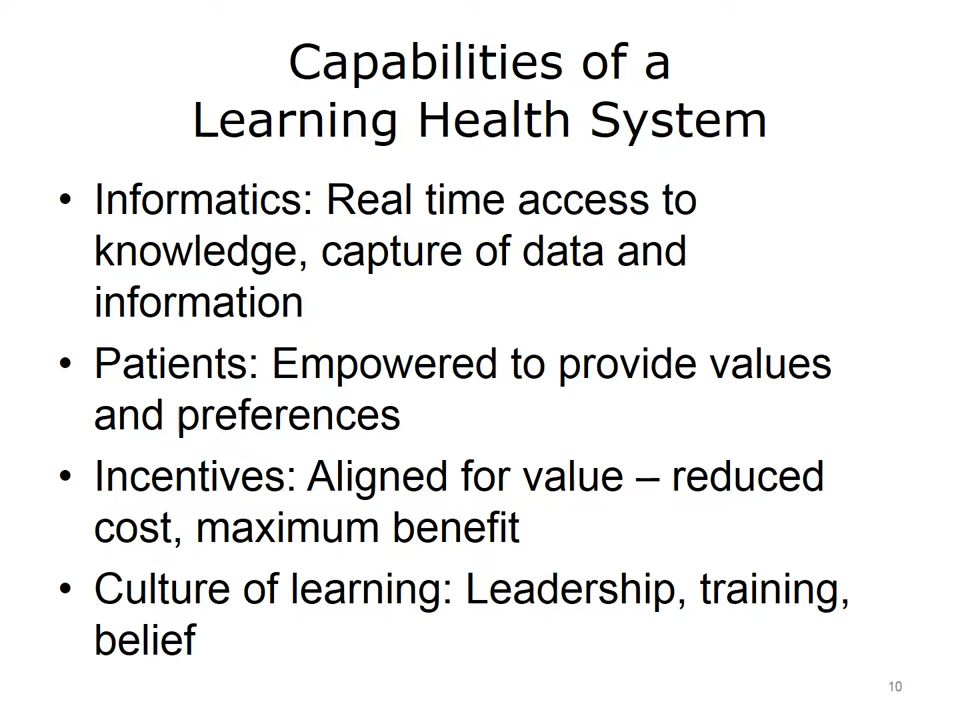 Capabilities of a
Learning Health System
• Informatics: Real time access to
knowledge, capture of data and
information
• Patients: Empowered to provide values
and preferences
• Incentives: Aligned for value – reduced
cost, maximum benefit
• Culture of learning: Leadership, training,
belief
10